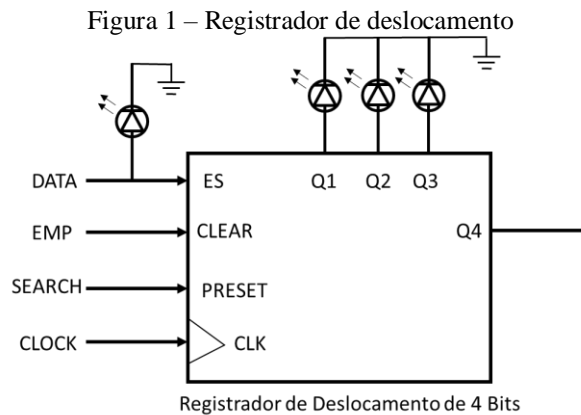 Figura 1 – Registrador de deslocamento
DATA
ES
Q1
Q2
Q3
EMP
CLEAR
Q4
SEARCH
PRESET
CLOCK
CLK
Registrador de Deslocamento de 4 Bits